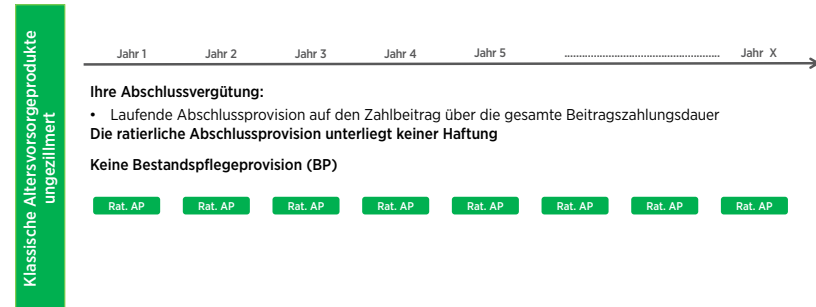 Klassische Altersvorsorgeprodukte
ungezillmert
Jahr 1 Jahr 2 Jahr 3 Jahr 4 Jahr 5 ...................................................... Jahr X
Ihre Abschlussvergütung:
• Laufende Abschlussprovision auf den Zahlbeitrag über die gesamte Beitragszahlungsdauer
Die ratierliche Abschlussprovision unterliegt keiner Haftung
Keine Bestandspflegeprovision (BP)
Rat. AP Rat. AP Rat. AP Rat. AP Rat. AP Rat. AP Rat. AP Rat. AP